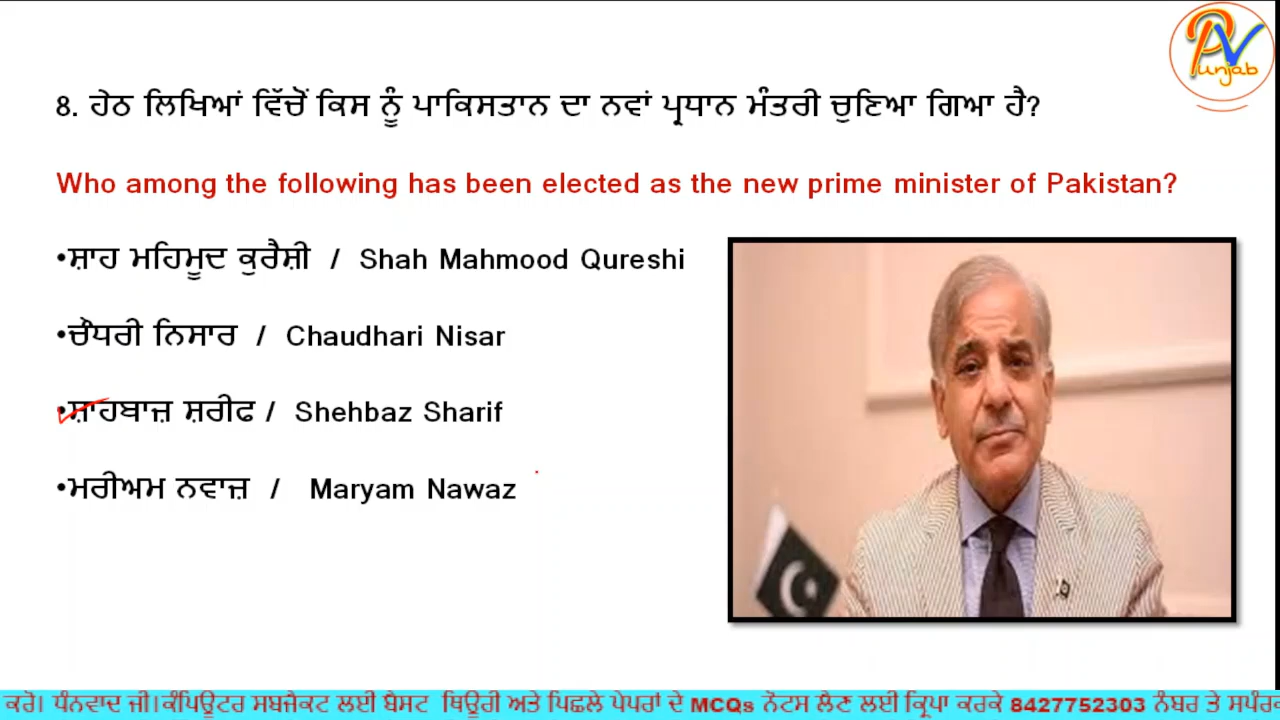 PV
unjab
8. ਹੇਠ ਲਿਖਿਆਂ ਵਿੱਚੋਂ ਕਿਸ ਨੂੰ ਪਾਕਿਸਤਾਨ ਦਾ ਨਵਾਂ ਪ੍ਰਧਾਨ ਮੰਤਰੀ ਚੁਣਿਆ ਗਿਆ ਹੈ?
Who among the following has been elected as the new prime minister of Pakistan?
•ਸ਼ਾਹ ਮਹਿਮੂਦ ਕੁਰੈਸ਼ੀ / Shah Mahmood Qureshi
•ਚੌਧਰੀ ਨਿਸਾਰ / Chaudhari Nisar
•ਸ਼ਾਹਬਾਜ਼ ਸ਼ਰੀਫ / Shehbaz Sharif
•ਮਰੀਅਮ ਨਵਾਜ਼ / Maryam Nawaz
ਕਰੋ। ਧੰਨਵਾਦ ਜੀ।ਕੰਪਿਊਟਰ ਸਬਜੈਕਟ ਲਈ ਬੈਸਟ ਥਿਊਰੀ ਅਤੇ ਪਿਛਲੇ ਪੇਪਰਾਂ ਦੇ MCQs ਨੋਟਸ ਲੈਣ ਲਈ ਕ੍ਰਿਪਾ ਕਰਕੇ 8427752303 ਨੰਬਰ ਤੇ